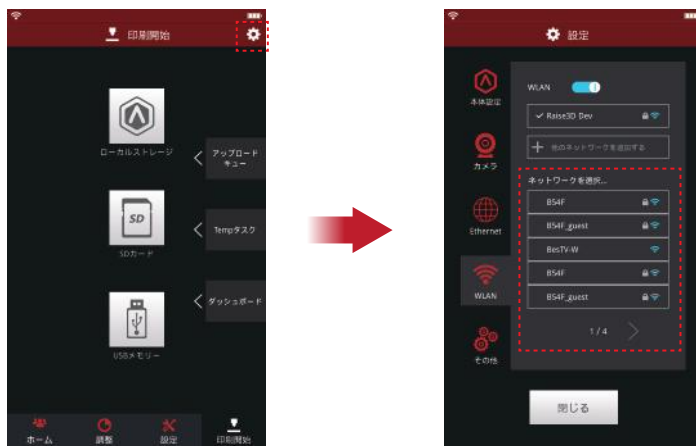 印刷開始
ローカルストレージ
アップロード
キュー
SD
SDカード
Tempタスク
ダッシュボード
USBメモリー
ホーム
調整
設定
印刷開始
設定
本体設定
カメラ
Ethernet
WLAN
その他
WLAN
Raise3D Dev
他のネットワークを追加する
ネットワークを選択...
B54F
B54F_guest
BesTV-W
B54F
B54F_guest
1 / 4
閉じる